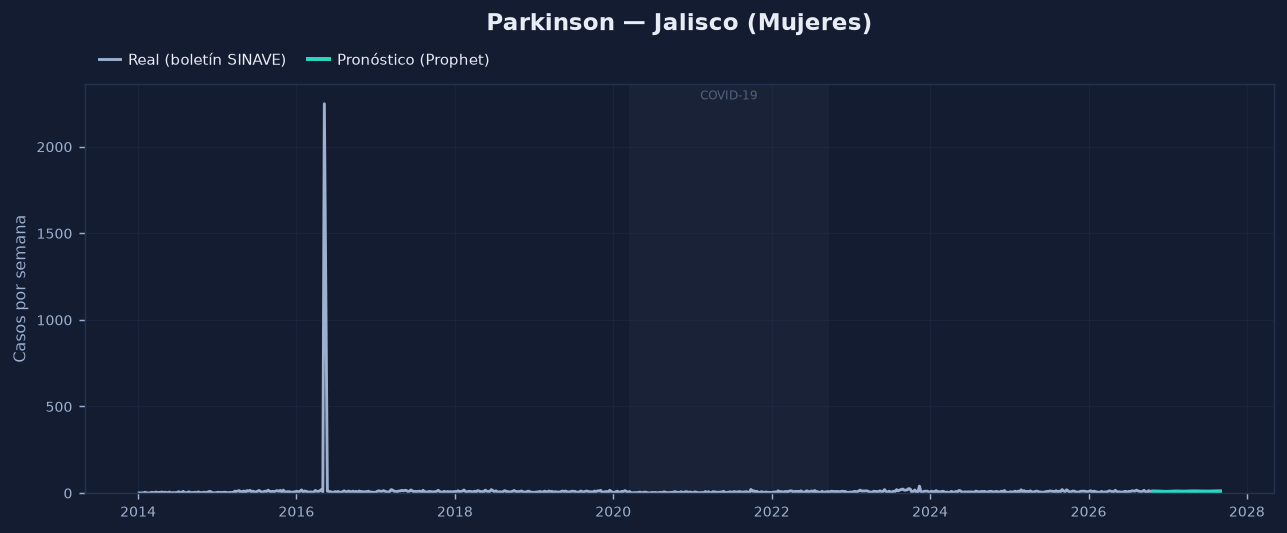 Parkinson — Jalisco (Mujeres)
Real (boletín SINAVE)
Pronóstico (Prophet)
COVID-19
Casos por semana
2000
1500
1000
500
0
2014
2016
2018
2020
2022
2024
2026
2028